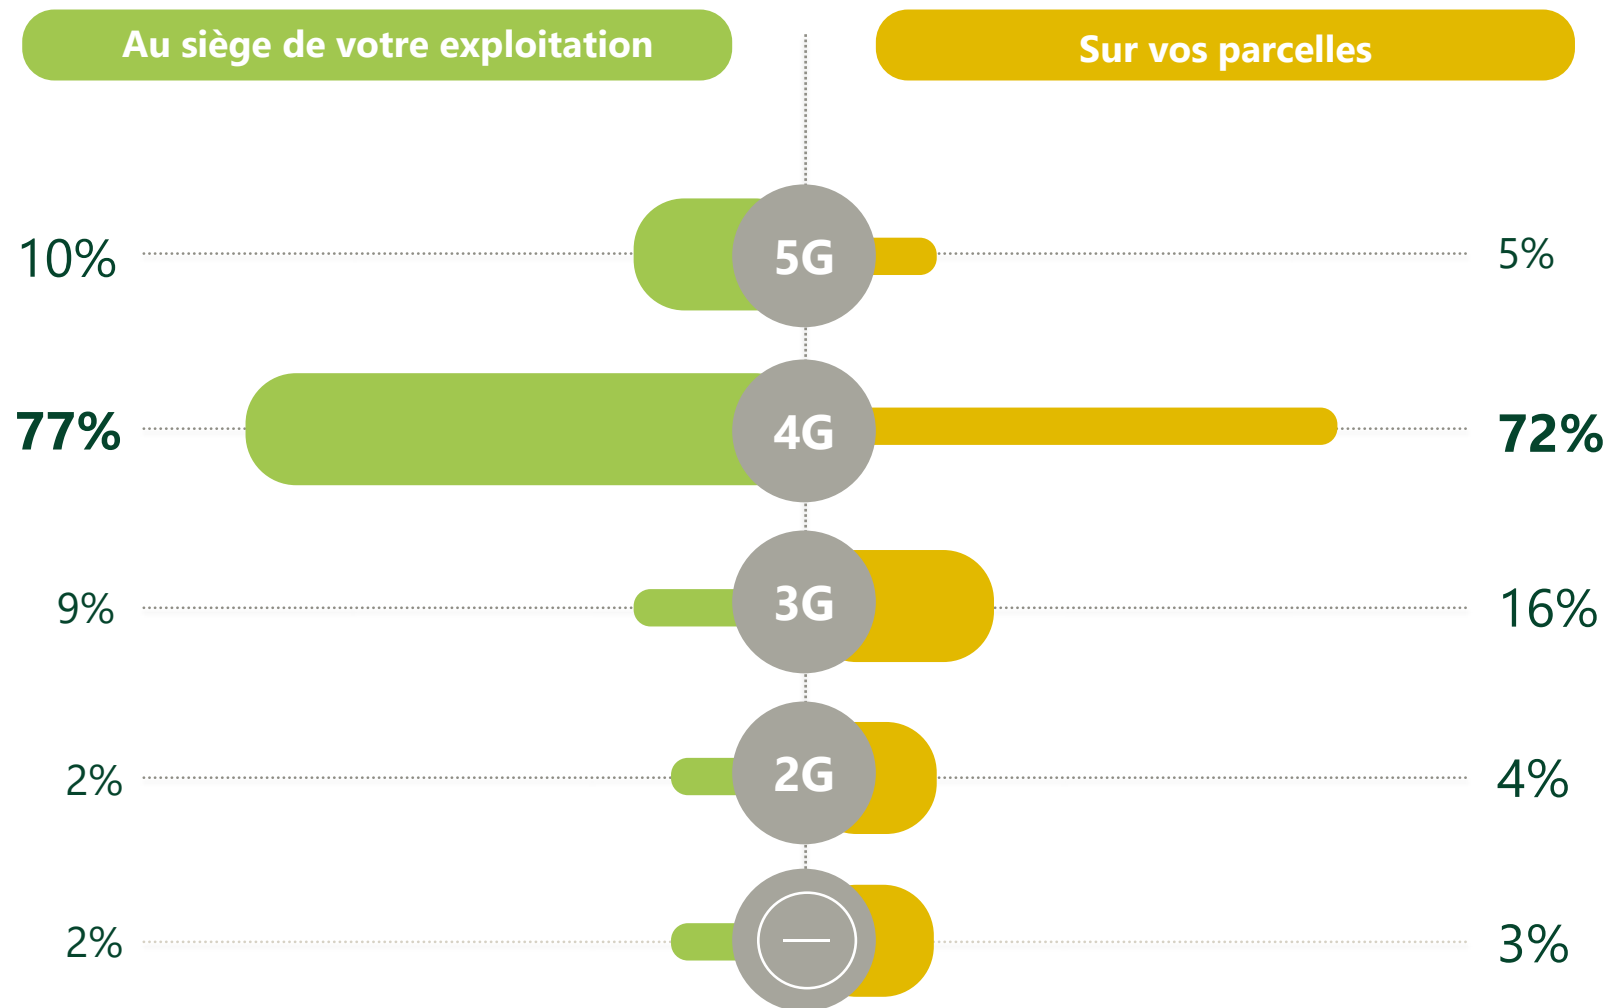 Au siège de votre exploitation
Sur vos parcelles
10%
5G
5%
77%
4G
72%
9%
3G
16%
2%
2G
4%
2%
3%